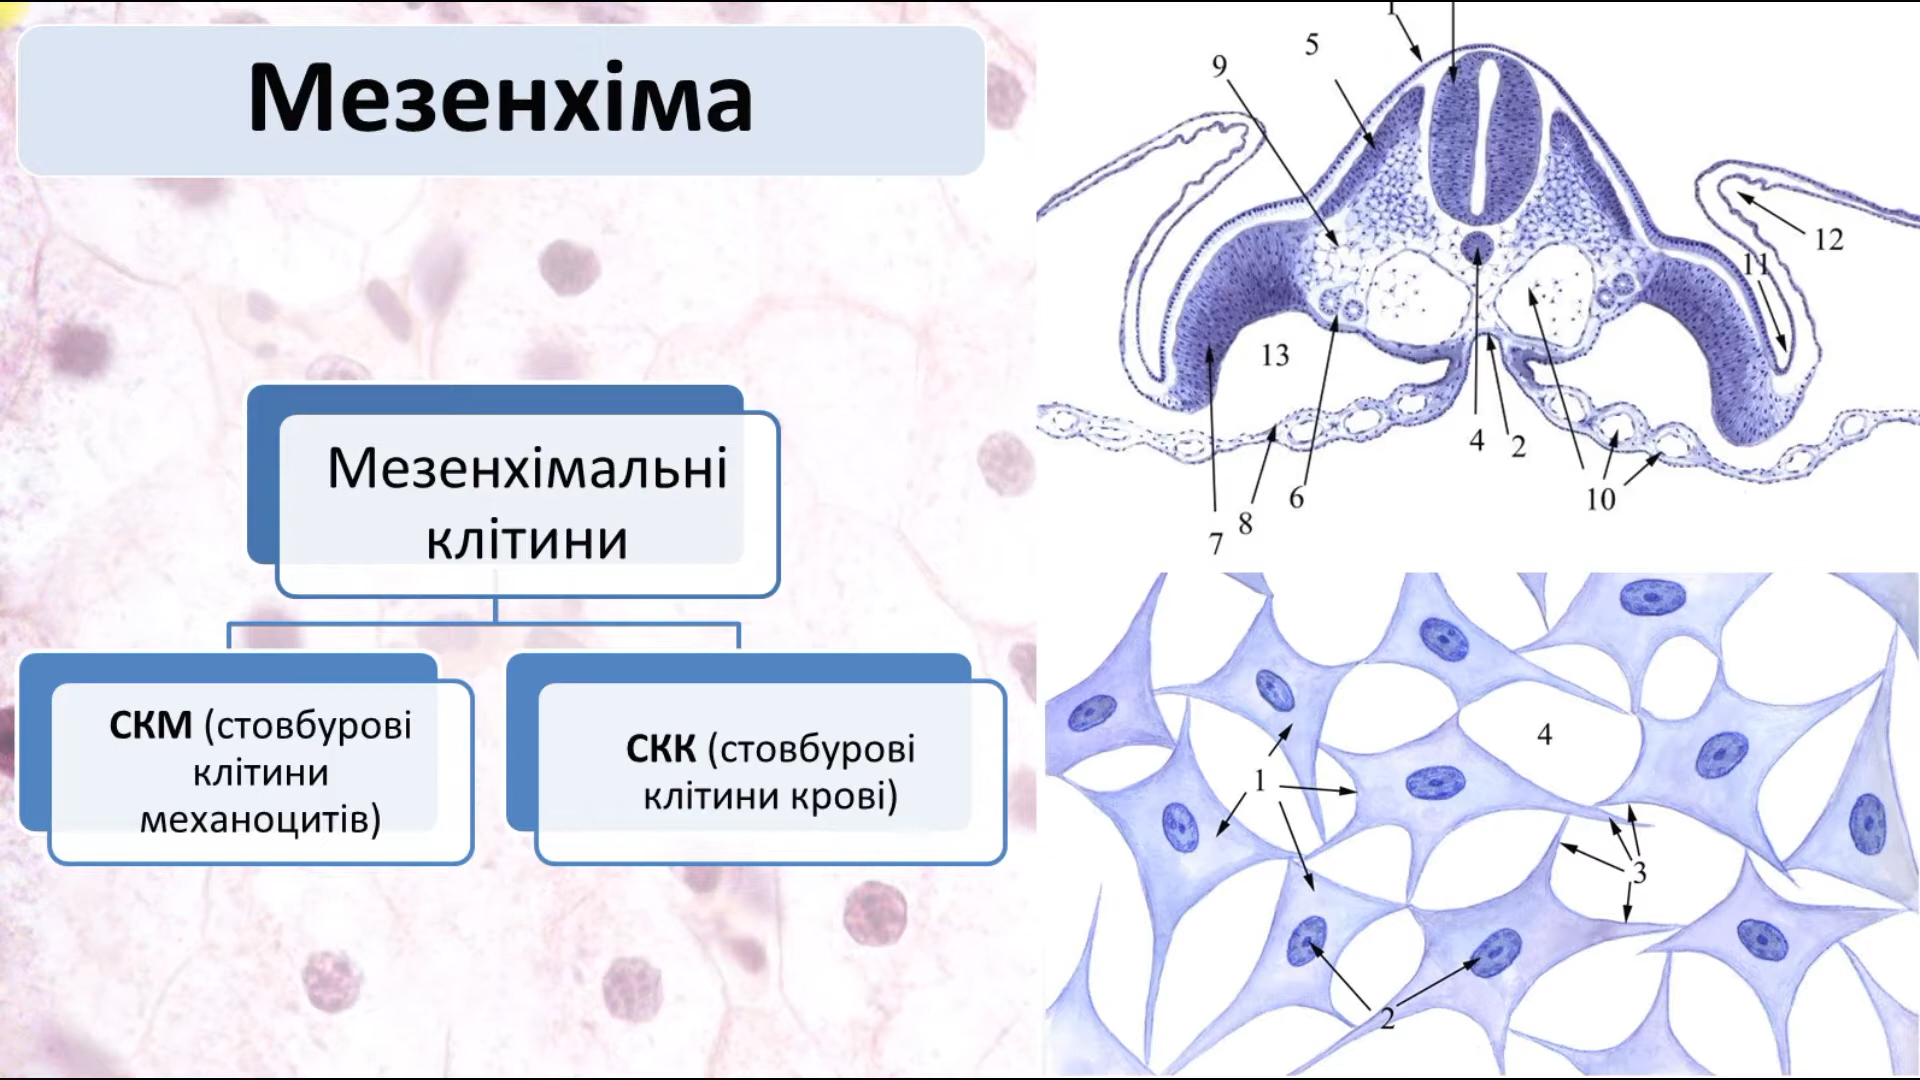 Мезенхіма
Мезенхімальні
клітини
СКМ (стовбурові
клітини
механоцитів)
СКК (стовбурові
клітини крові)
1
5
9
12
11
13
4
2
10
6
8
7
4
1
3
2